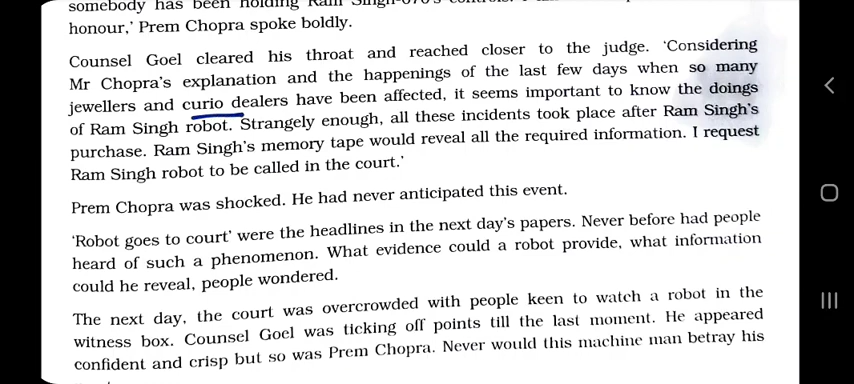 somebody has been holding Ram Singh-
honour,' Prem Chopra spoke boldly.
Counsel Goel cleared his throat and reached closer to the judge. 'Considering
Mr Chopra's explanation and the happenings of the last few days when so many
jewellers and curio dealers have been affected, it seems important to know the doings
of Ram Singh robot. Strangely enough, all these incidents took place after Ram Singh's
purchase. Ram Singh's memory tape would reveal all the required information. I request
Ram Singh robot to be called in the court.'
Prem Chopra was shocked. He had never anticipated this event.
'Robot goes to court' were the headlines in the next day's papers. Never before had people
heard of such a phenomenon. What evidence could a robot provide, what information
could he reveal, people wondered.
The next day, the court was overcrowded with people keen to watch a robot in the
witness box. Counsel Goel was ticking off points till the last moment. He appeared
confident and crisp but so was Prem Chopra. Never would this machine man betray his